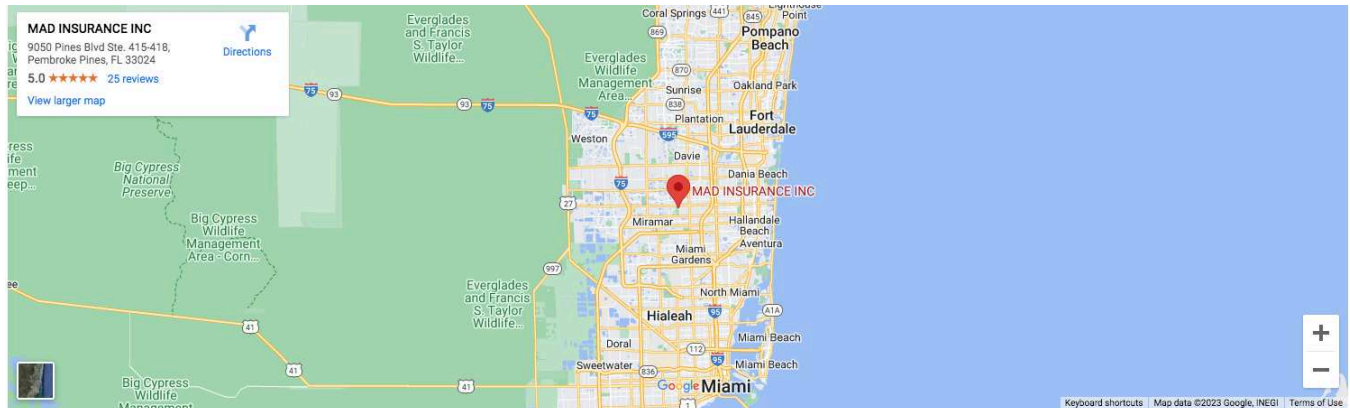 MAD INSURANCE INC
9050 Pines Blvd Ste. 415-418,
Pembroke Pines, FL 33024
5.0 ★★★★★ 25 reviews
View larger map
Directions
Everglades
and Francis
S. Taylor
Wildlife...
Coral Springs
441
845
Lighthouse
Point
Pompano
Beach
869
870
Everglades
Wildlife
Management
Area...
Sunrise
Oakland Park
838
75
93
93
75
75
Plantation
Fort
Lauderdale
595
Weston
Davie
Big Cypress
National
Preserve
75
Dania Beach
MAD INSURANCE INC
27
Miramar
Hallandale
Beach
Aventura
Big Cypress
Wildlife
Management
Area - Corn...
Miami
Gardens
997
Everglades
and Francis
S. Taylor
Wildlife...
North Miami
95
A1A
Hialeah
41
Doral
112
Miami Beach
95
Sweetwater
836
Miami Beach
41
41
Google
Miami
1
Big Cypress
Wildlife
Management
+
−
Keyboard shortcuts
Map data ©2023 Google, INEGI
Terms of Use